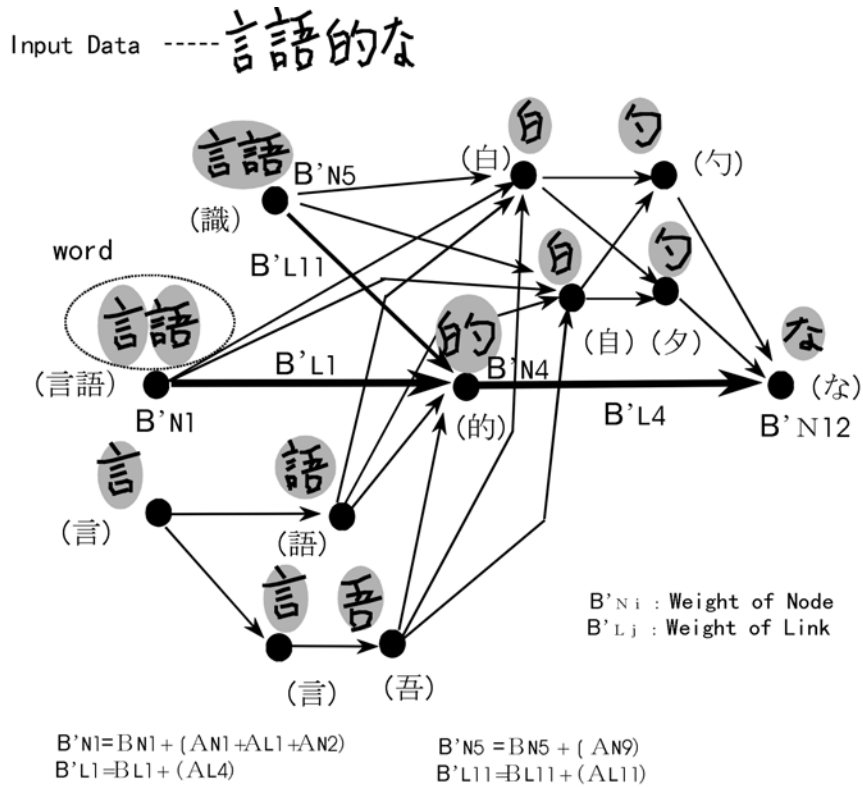 Input Data -----言語的な
白 勺
言語 (白) (勺)
B'N5
(識)
word
B'L11
白 勺
言語 的 な
B'L1 B'N4 (自) (夕)
(言語) (な)
B'N1 (的) B'L4 B'N12
言 語
(言) (語)
言 吾
B'Ni : Weight of Node
B'Lj : Weight of Link
(言) (吾)
B'N1=BN1+(AN1+AL1+AN2) B'N5 =BN5+(AN9)
B'L1=BL1+(AL4) B'L11=BL11+(AL11)